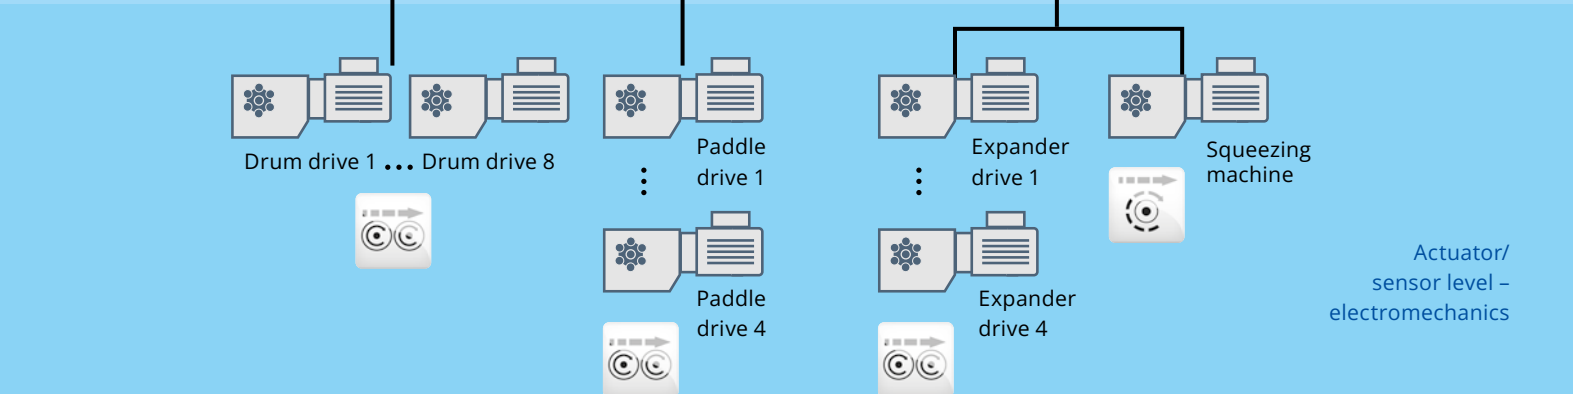 Drum drive 1 ... Drum drive 8
Paddle
drive 1
Paddle
drive 4
Expander
drive 1
Expander
drive 4
Squeezing
machine
Actuator/
sensor level –
electromechanics